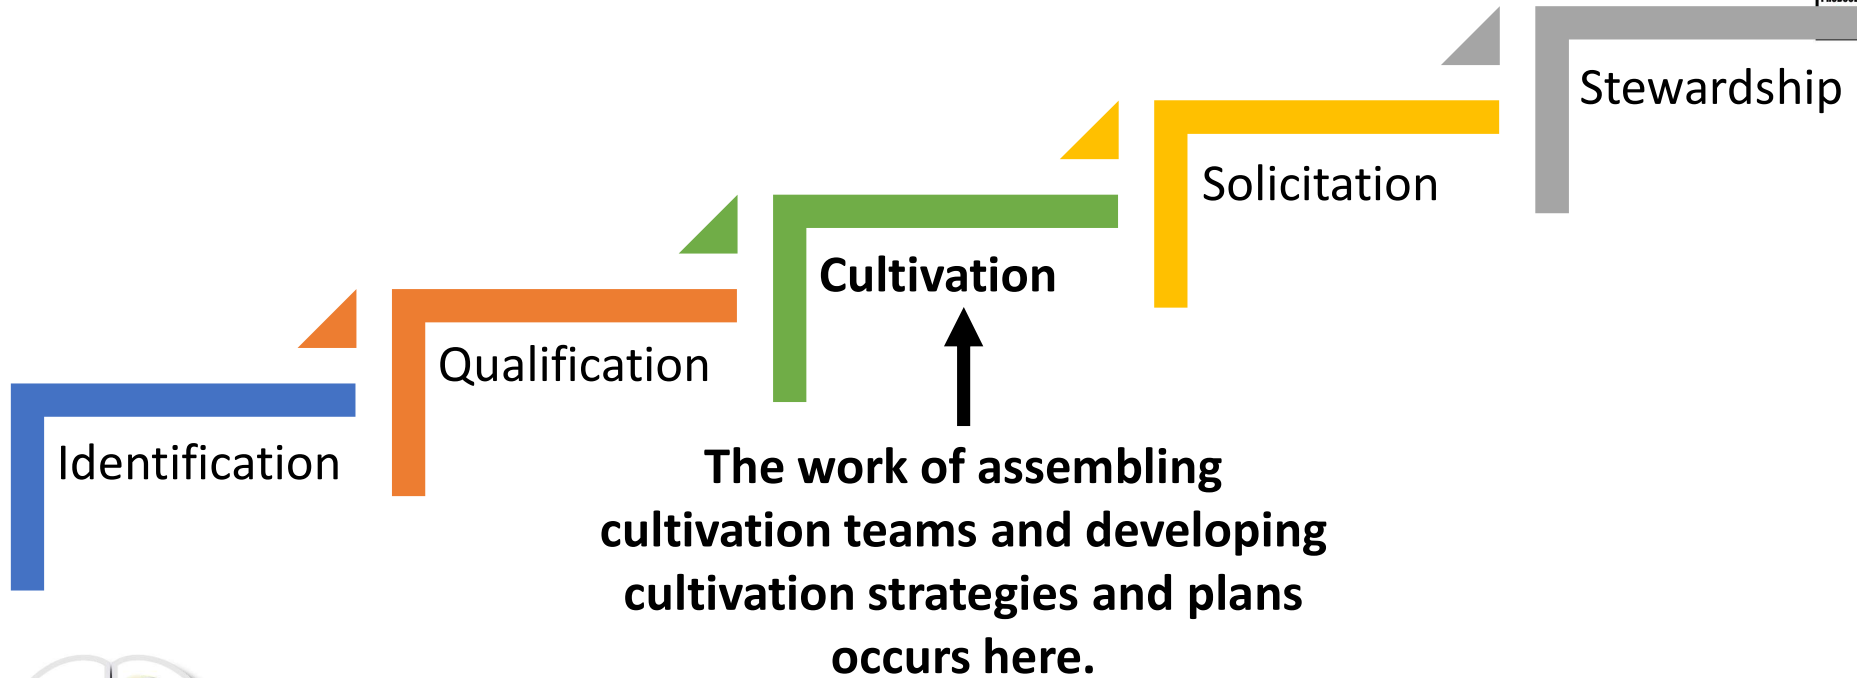 Stewardship
Solicitation
Cultivation
Qualification
Identification
The work of assembling
cultivation teams and developing
cultivation strategies and plans
occurs here.